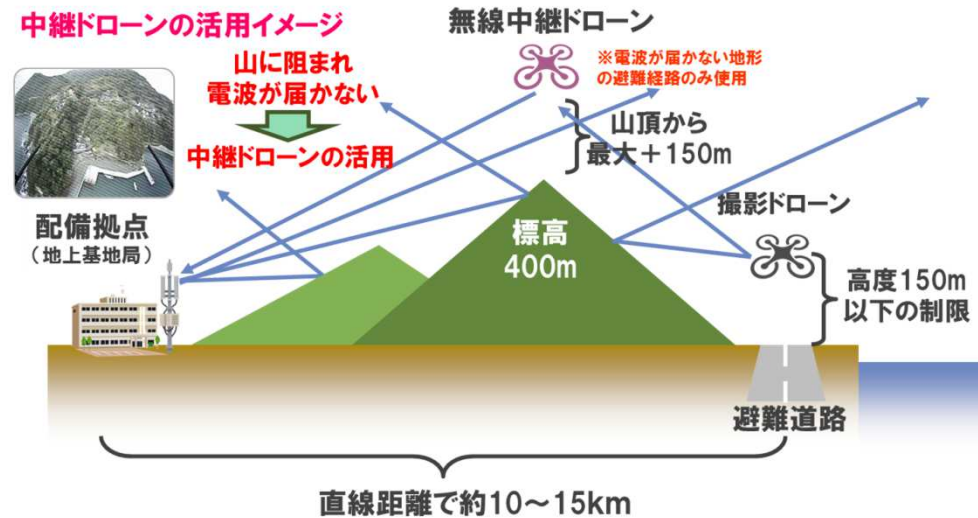 中継ドローンの活用イメージ
無線中継ドローン
山に阻まれ
電波が届かない
中継ドローンの活用
※電波が届かない地形
の避難経路のみ使用
山頂から
最大+150m
配備拠点
(地上基地局)
標高
400m
撮影ドローン
高度150m
以下の制限
避難道路
直線距離で約10~15km